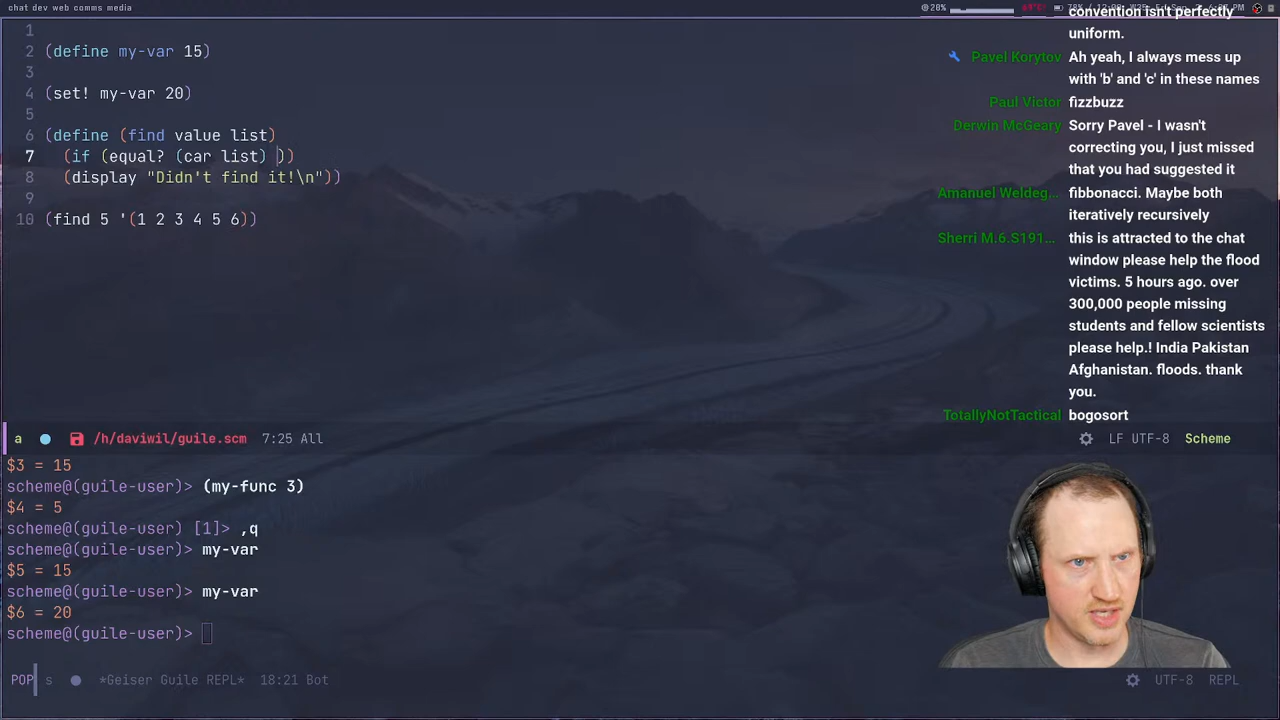 chat dev web comms media
1
2 (define my-var 15)
3
4 (set! my-var 20)
5
6 (define (find value list)
7 (if (equal? (car list) ))
8 (display "Didn't find it!\n"))
9
10 (find 5 '(1 2 3 4 5 6))
a /h/daviwil/guile.scm 7:25 All LF UTF-8 Scheme
$3 = 15
scheme@(guile-user)> (my-func 3)
$4 = 5
scheme@(guile-user) [1]> ,q
scheme@(guile-user)> my-var
$5 = 15
scheme@(guile-user)> my-var
$6 = 20
scheme@(guile-user)>
POP s *Geiser Guile REPL* 18:21 Bot UTF-8 REPL
convention isn't perfectly
uniform.
Pavel Korytov Ah yeah, I always mess up
with 'b' and 'c' in these names
Paul Victor fizzbuzz
Derwin McGeary Sorry Pavel - I wasn't
correcting you, I just missed
that you had suggested it
Amanuel Weldeg... fibbonacci. Maybe both
iteratively recursively
Sherri M.6.S191... this is attracted to the chat
window please help the flood
victims. 5 hours ago. over
300,000 people missing
students and fellow scientists
please help.! India Pakistan
Afghanistan. floods. thank
you.
TotallyNotTactical bogosort